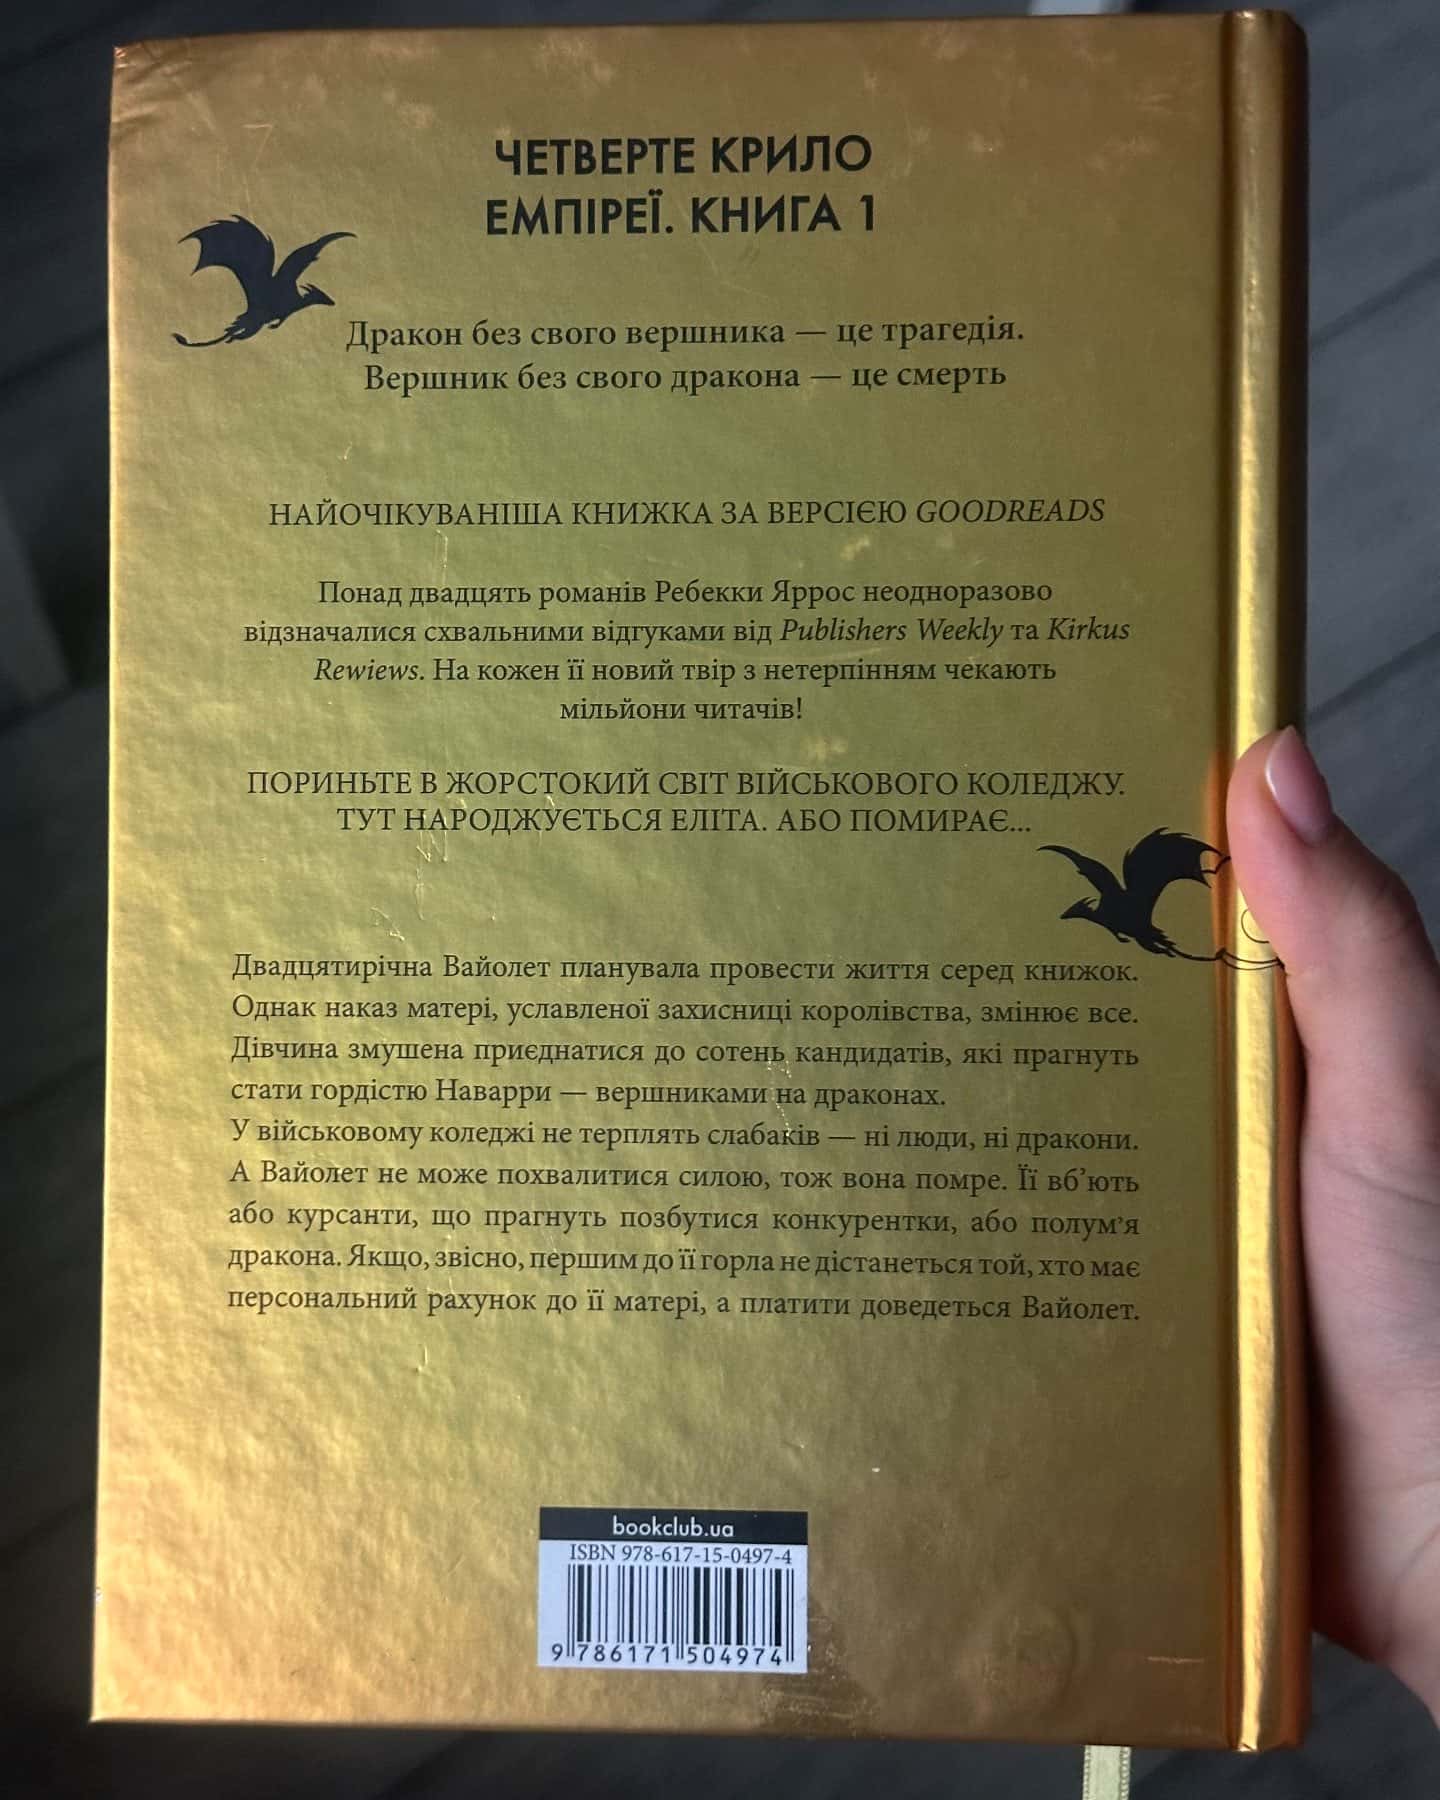 ЧЕТВЕРТЕ КРИЛО
ЕМПІРЕЇ. КНИГА 1
Дракон без свого вершника — це трагедія.
Вершник без свого дракона — це смерть
НАЙОЧІКУВАНІША КНИЖКА ЗА ВЕРСІЄЮ GOODREADS
Понад двадцять романів Ребекки Яррос неодноразово
відзначалися схвальними відгуками від Publishers Weekly та Kirkus
Rewiews. На кожен її новий твір з нетерпінням чекають
мільйони читачів!
ПОРИНЬТЕ В ЖОРСТОКИЙ СВІТ ВІЙСЬКОВОГО КОЛЕДЖУ.
ТУТ НАРОДЖУЄТЬСЯ ЕЛІТА. АБО ПОМИРАЄ...
Двадцятирічна Вайолет планувала провести життя серед книжок.
Однак наказ матері, уславленої захисниці королівства, змінює все.
Дівчина змушена приєднатися до сотень кандидатів, які прагнуть
стати гордістю Наварри — вершниками на драконах.
У військовому коледжі не терплять слабаків — ні люди, ні дракони.
А Вайолет не може похвалитися силою, тож вона помре. Її вб’ють
або курсанти, що прагнуть позбутися конкурентки, або полум’я
дракона. Якщо, звісно, першим до її горла не дістанеться той, хто має
персональний рахунок до її матері, а платити доведеться Вайолет.
bookclub.ua
ISBN 978-617-15-0497-4
9 786171 504974